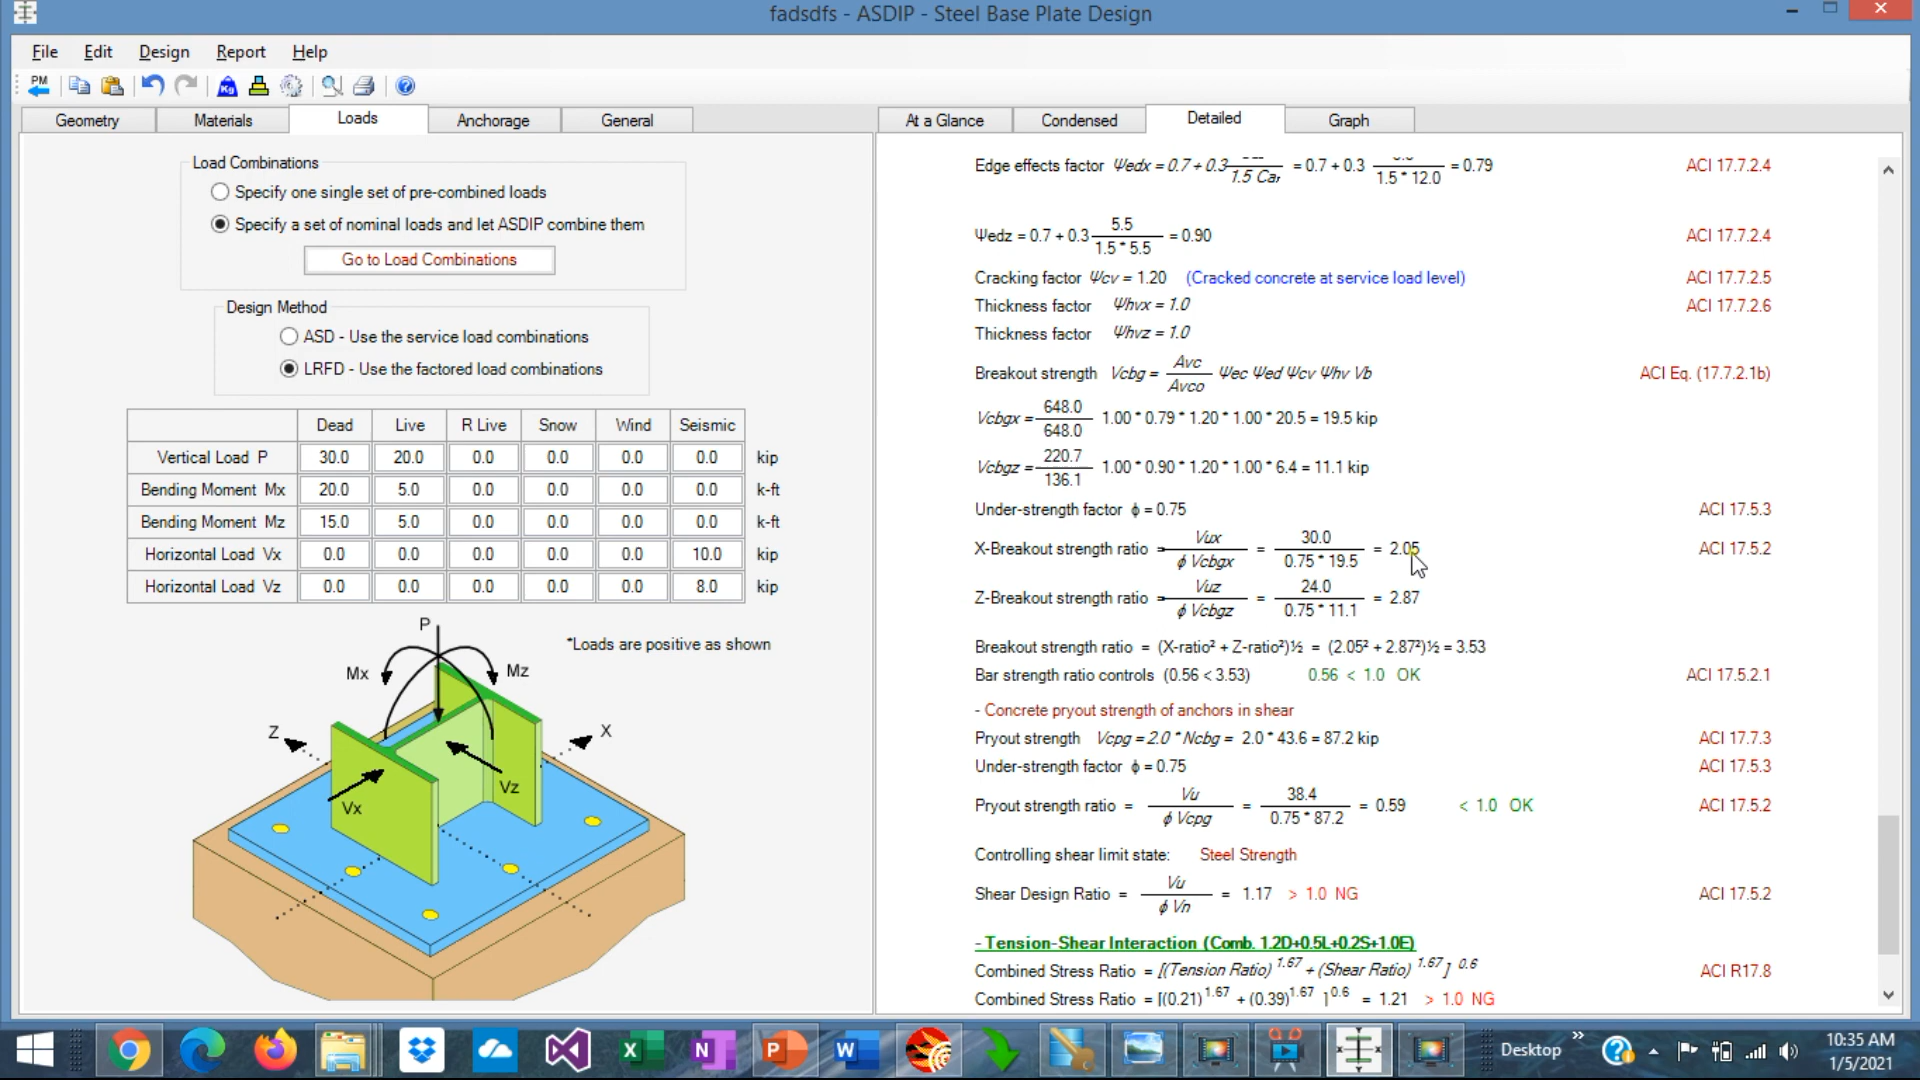 fadsdfs - ASDIP - Steel Base Plate Design
File Edit Design Report Help
PM Kg
Geometry Materials Loads Anchorage General
At a Glance Condensed Detailed Graph
Load Combinations
Specify one single set of pre-combined loads
Specify a set of nominal loads and let ASDIP combine them
Go to Load Combinations
Design Method
ASD - Use the service load combinations
LRFD - Use the factored load combinations
Dead Live R Live Snow Wind Seismic
Vertical Load P 30.0 20.0 0.0 0.0 0.0 0.0 kip
Bending Moment Mx 20.0 5.0 0.0 0.0 0.0 0.0 k-ft
Bending Moment Mz 15.0 5.0 0.0 0.0 0.0 0.0 k-ft
Horizontal Load Vx 0.0 0.0 0.0 0.0 0.0 10.0 kip
Horizontal Load Vz 0.0 0.0 0.0 0.0 0.0 8.0 kip
P
*Loads are positive as shown
Mx Mz
Z X
Vz
Vx
Edge effects factor Ψedx = 0.7 + 0.3 / 1.5 Ca₁ = 0.7 + 0.3 / 1.5 * 12.0 = 0.79 ACI 17.7.2.4
Ψedz = 0.7 + 0.3 5.5 / 1.5 * 5.5 = 0.90 ACI 17.7.2.4
Cracking factor Ψcv = 1.20 (Cracked concrete at service load level) ACI 17.7.2.5
Thickness factor Ψhvx = 1.0 ACI 17.7.2.6
Thickness factor Ψhvz = 1.0
Breakout strength Vcbg = Avc / Avco Ψec Ψed Ψcv Ψhv Vb ACI Eq. (17.7.2.1b)
Vcbgx = 648.0 / 648.0 1.00 * 0.79 * 1.20 * 1.00 * 20.5 = 19.5 kip
Vcbgz = 220.7 / 136.1 1.00 * 0.90 * 1.20 * 1.00 * 6.4 = 11.1 kip
Under-strength factor ϕ = 0.75 ACI 17.5.3
X-Breakout strength ratio = Vux / ϕ Vcbgx = 30.0 / 0.75 * 19.5 = 2.05 ACI 17.5.2
Z-Breakout strength ratio = Vuz / ϕ Vcbgz = 24.0 / 0.75 * 11.1 = 2.87
Breakout strength ratio = (X-ratio² + Z-ratio²)½ = (2.05² + 2.87²)½ = 3.53
Bar strength ratio controls (0.56 < 3.53) 0.56 < 1.0 OK ACI 17.5.2.1
- Concrete pryout strength of anchors in shear
Pryout strength Vcpg = 2.0 * Ncbg = 2.0 * 43.6 = 87.2 kip ACI 17.7.3
Under-strength factor ϕ = 0.75 ACI 17.5.3
Pryout strength ratio = Vu / ϕ Vcpg = 38.4 / 0.75 * 87.2 = 0.59 < 1.0 OK ACI 17.5.2
Controlling shear limit state: Steel Strength
Shear Design Ratio = Vu / ϕ Vn = 1.17 > 1.0 NG ACI 17.5.2
- Tension-Shear Interaction (Comb. 1.2D+0.5L+0.2S+1.0E)
Combined Stress Ratio = [(Tension Ratio) 1.67 + (Shear Ratio) 1.67 ] 0.6 ACI R17.8
Combined Stress Ratio = [(0.21)1.67 + (0.39)1.67 ] 0.6 = 1.21 > 1.0 NG
Desktop
10:35 AM
1/5/2021